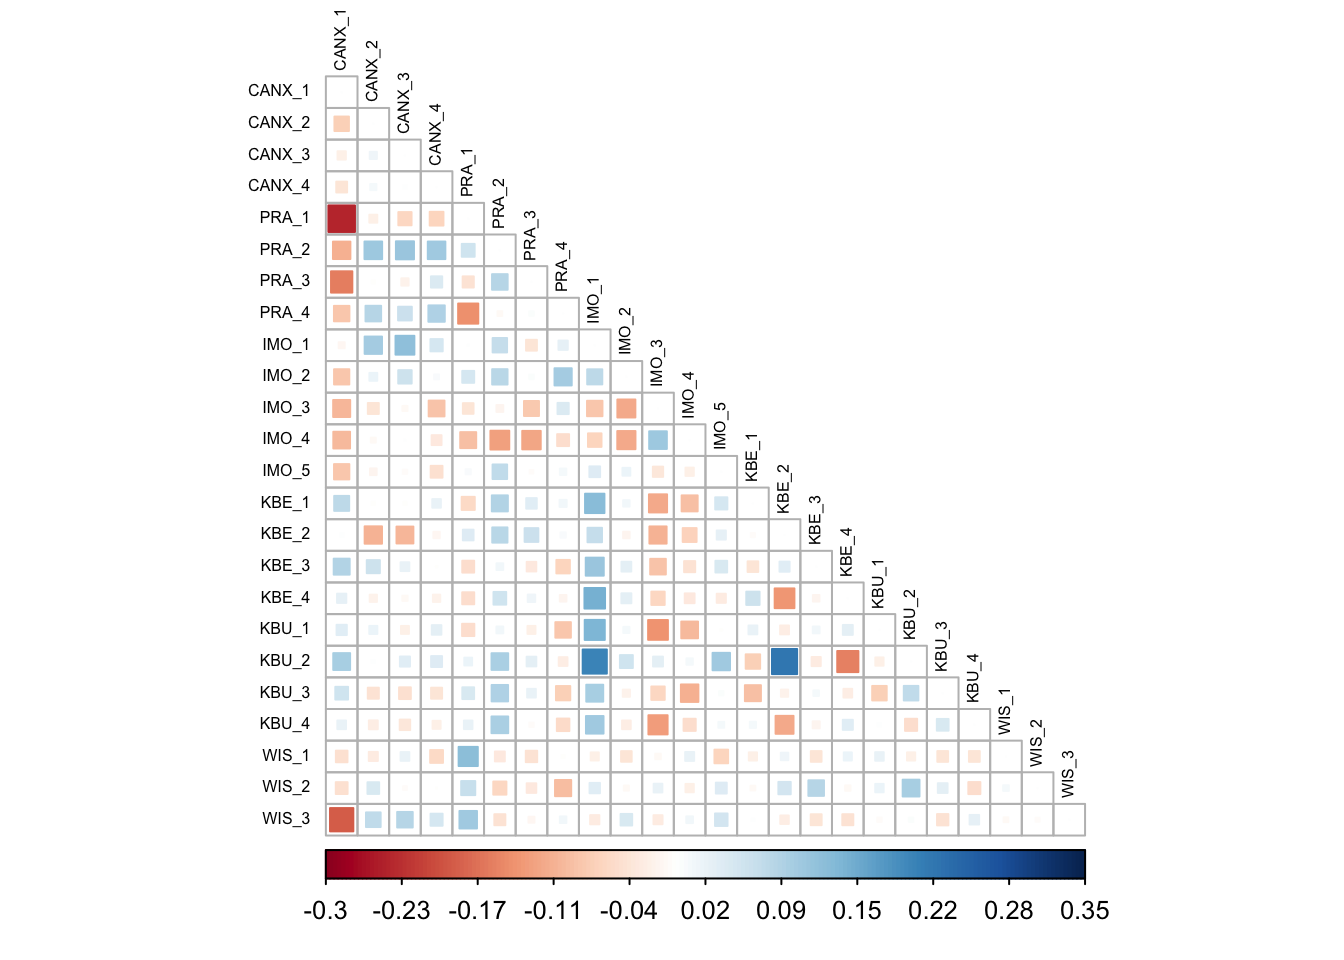 CANX_1
CANX_2
CANX_3
CANX_4
PRA_1
PRA_2
PRA_3
PRA_4
IMO_1
IMO_2
IMO_3
IMO_4
IMO_5
KBE_1
KBE_2
KBE_3
KBE_4
KBU_1
KBU_2
KBU_3
KBU_4
WIS_1
WIS_2
WIS_3
CANX_1
CANX_2
CANX_3
CANX_4
PRA_1
PRA_2
PRA_3
PRA_4
IMO_1
IMO_2
IMO_3
IMO_4
IMO_5
KBE_1
KBE_2
KBE_3
KBE_4
KBU_1
KBU_2
KBU_3
KBU_4
WIS_1
WIS_2
WIS_3
-0.3 -0.23 -0.17 -0.11 -0.04 0.02 0.09 0.15 0.22 0.28 0.35